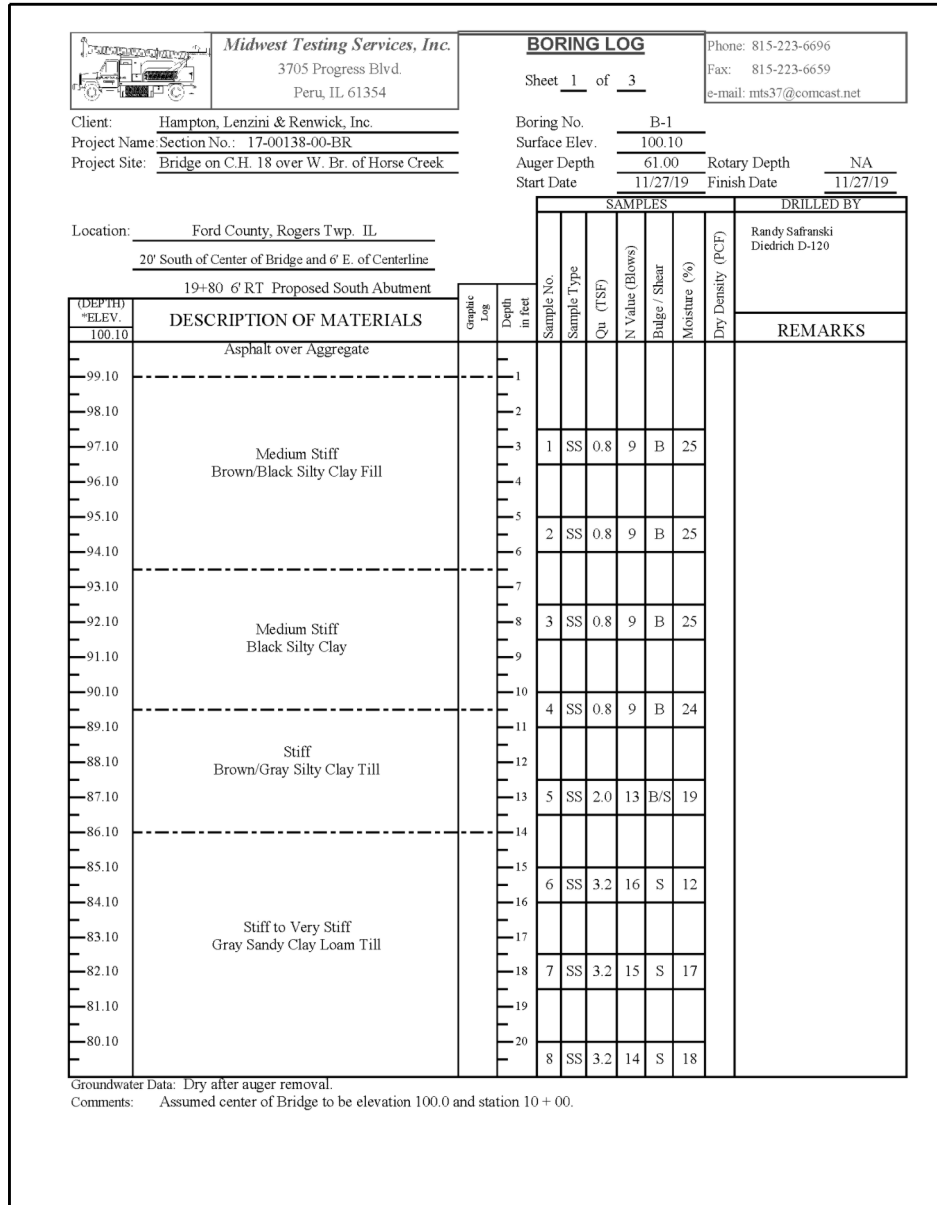 Midwest Testing Services, Inc.
3705 Progress Blvd.
Peru, IL 61354
BORING LOG
Sheet 1 of 3
Phone: 815-223-6696
Fax: 815-223-6659
e-mail: mts37@comcast.net
Client: Hampton, Lenzini & Renwick, Inc.
Project Name: Section No.: 17-00138-00-BR
Project Site: Bridge on C.H. 18 over W. Br. of Horse Creek
Boring No. B-1
Surface Elev. 100.10
Auger Depth 61.00 Rotary Depth NA
Start Date 11/27/19 Finish Date 11/27/19
SAMPLES DRILLED BY
Location: Ford County, Rogers Twp. IL
20' South of Center of Bridge and 6' E. of Centerline
19+80 6' RT Proposed South Abutment
Randy Safranski
Diedrich D-120
(DEPTH)
*ELEV.
100.10
DESCRIPTION OF MATERIALS
Graphic Log
Depth in feet
Sample No.
Sample Type
Qu (TSF)
N Value (Blows)
Bulge / Shear
Moisture (%)
Dry Density (PCF)
REMARKS
Asphalt over Aggregate
99.10 1
98.10 2
97.10 3 1 SS 0.8 9 B 25
Medium Stiff
Brown/Black Silty Clay Fill
96.10 4
95.10 5
2 SS 0.8 9 B 25
94.10 6
93.10 7
92.10 8 3 SS 0.8 9 B 25
Medium Stiff
Black Silty Clay
91.10 9
90.10 10
4 SS 0.8 9 B 24
89.10 11
Stiff
88.10 12
Brown/Gray Silty Clay Till
87.10 13 5 SS 2.0 13 B/S 19
86.10 14
85.10 15
6 SS 3.2 16 S 12
84.10 16
Stiff to Very Stiff
83.10 17
Gray Sandy Clay Loam Till
82.10 18 7 SS 3.2 15 S 17
81.10 19
80.10 20
8 SS 3.2 14 S 18
Groundwater Data: Dry after auger removal.
Comments: Assumed center of Bridge to be elevation 100.0 and station 10 + 00.